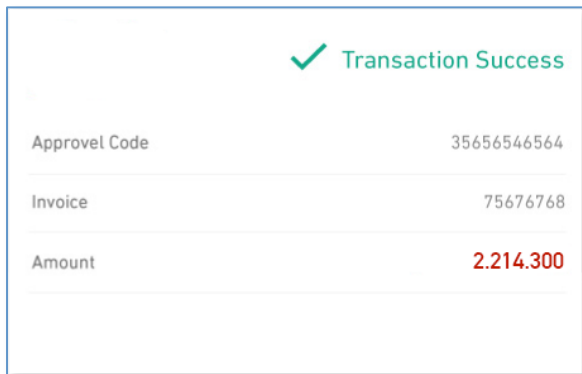 Transaction Success
Approvel Code 35656546564
Invoice 75676768
Amount 2.214.300